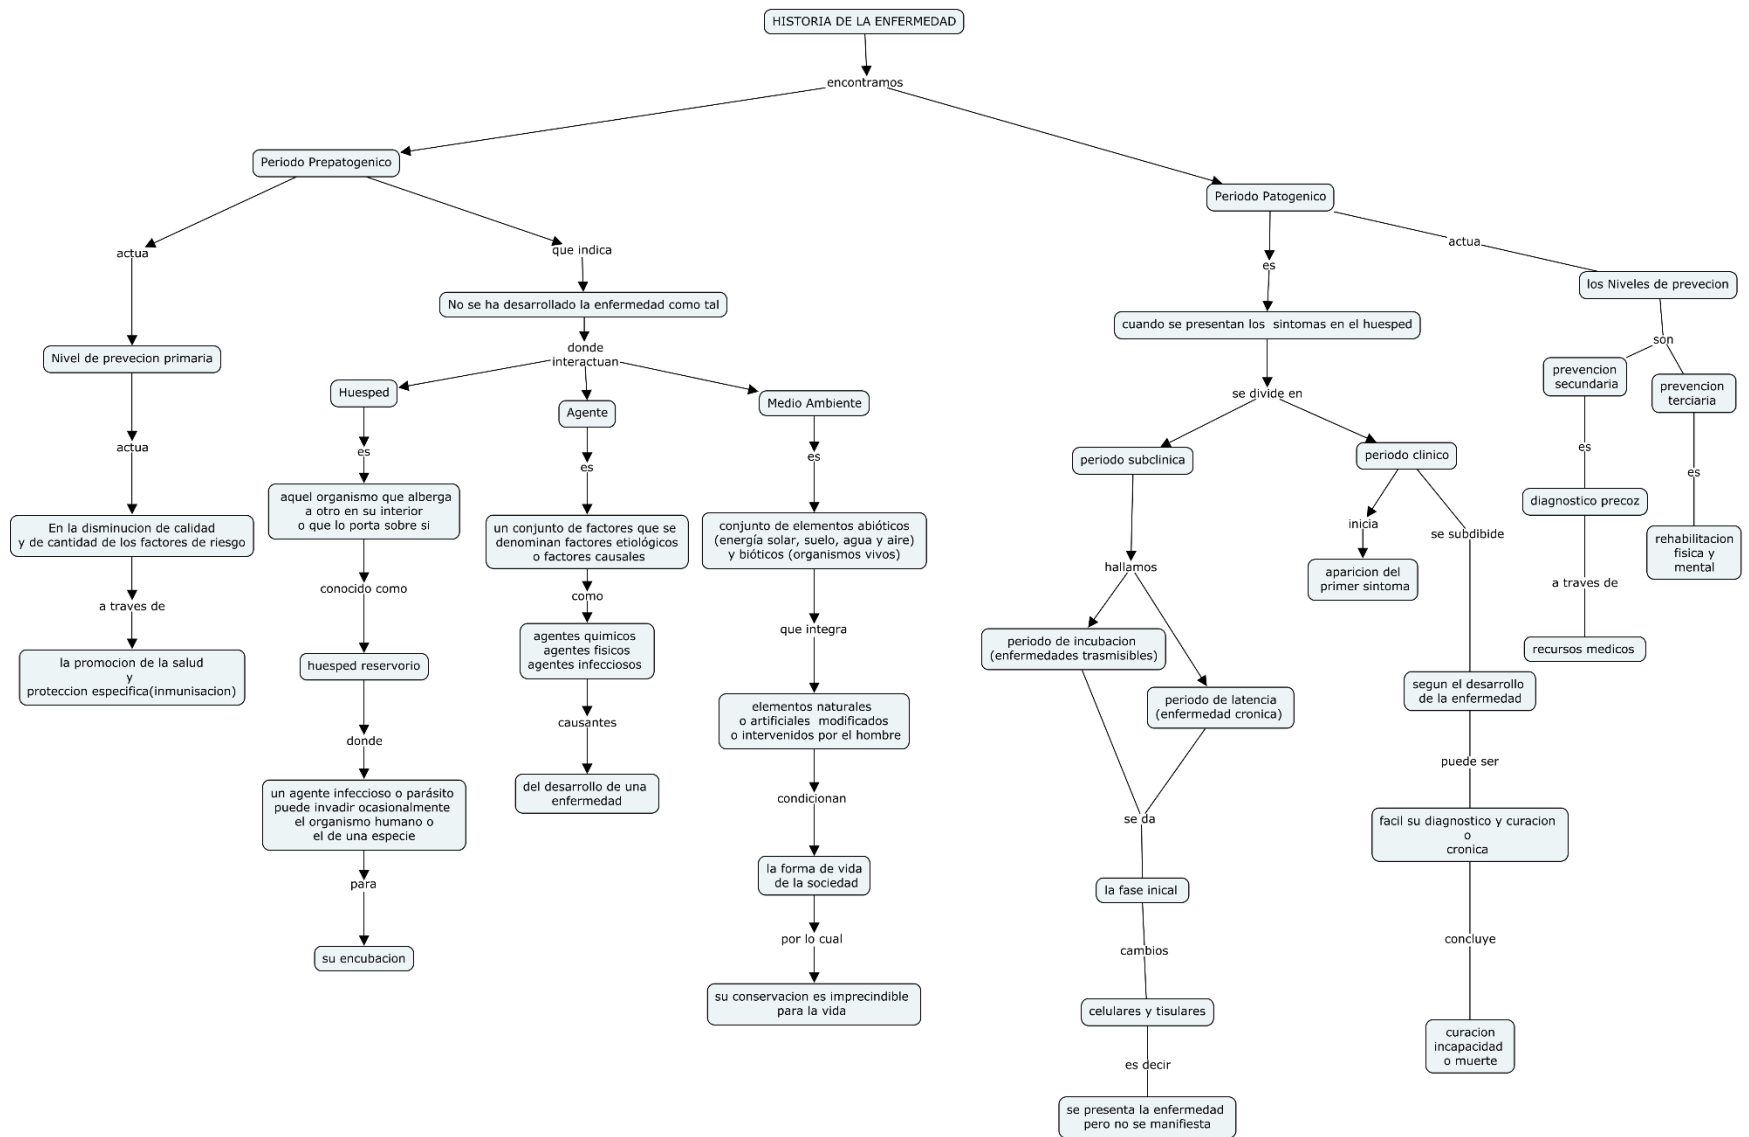 HISTORIA DE LA ENFERMEDAD
encontramos
Periodo Prepatogenico
actua
Nivel de prevecion primaria
actua
En la disminucion de calidad
y de cantidad de los factores de riesgo
a traves de
la promocion de la salud
y
proteccion especifica(inmunisacion)
que indica
No se ha desarrollado la enfermedad como tal
donde
interactuan
Huesped
es
aquel organismo que alberga
a otro en su interior
o que lo porta sobre si
conocido como
huesped reservorio
donde
un agente infeccioso o parásito
puede invadir ocasionalmente
el organismo humano o
el de una especie
para
su encubacion
Agente
es
un conjunto de factores que se
denominan factores etiológicos
o factores causales
como
agentes quimicos
agentes fisicos
agentes infecciosos
causantes
del desarrollo de una
enfermedad
Medio Ambiente
es
conjunto de elementos abióticos
(energía solar, suelo, agua y aire)
y bióticos (organismos vivos)
que integra
elementos naturales
o artificiales modificados
o intervenidos por el hombre
condicionan
la forma de vida
de la sociedad
por lo cual
su conservacion es imprecindible
para la vida
Periodo Patogenico
es
cuando se presentan los sintomas en el huesped
se divide en
periodo subclinica
hallamos
periodo de incubacion
(enfermedades trasmisibles)
periodo de latencia
(enfermedad cronica)
se da
la fase inical
cambios
celulares y tisulares
es decir
se presenta la enfermedad
pero no se manifiesta
periodo clinico
inicia
aparicion del
primer sintoma
se subdibide
segun el desarrollo
de la enfermedad
puede ser
facil su diagnostico y curacion
o
cronica
concluye
curacion
incapacidad
o muerte
actua
los Niveles de prevecion
son
prevencion
secundaria
es
diagnostico precoz
a traves de
recursos medicos
prevencion
terciaria
es
rehabilitacion
fisica y
mental